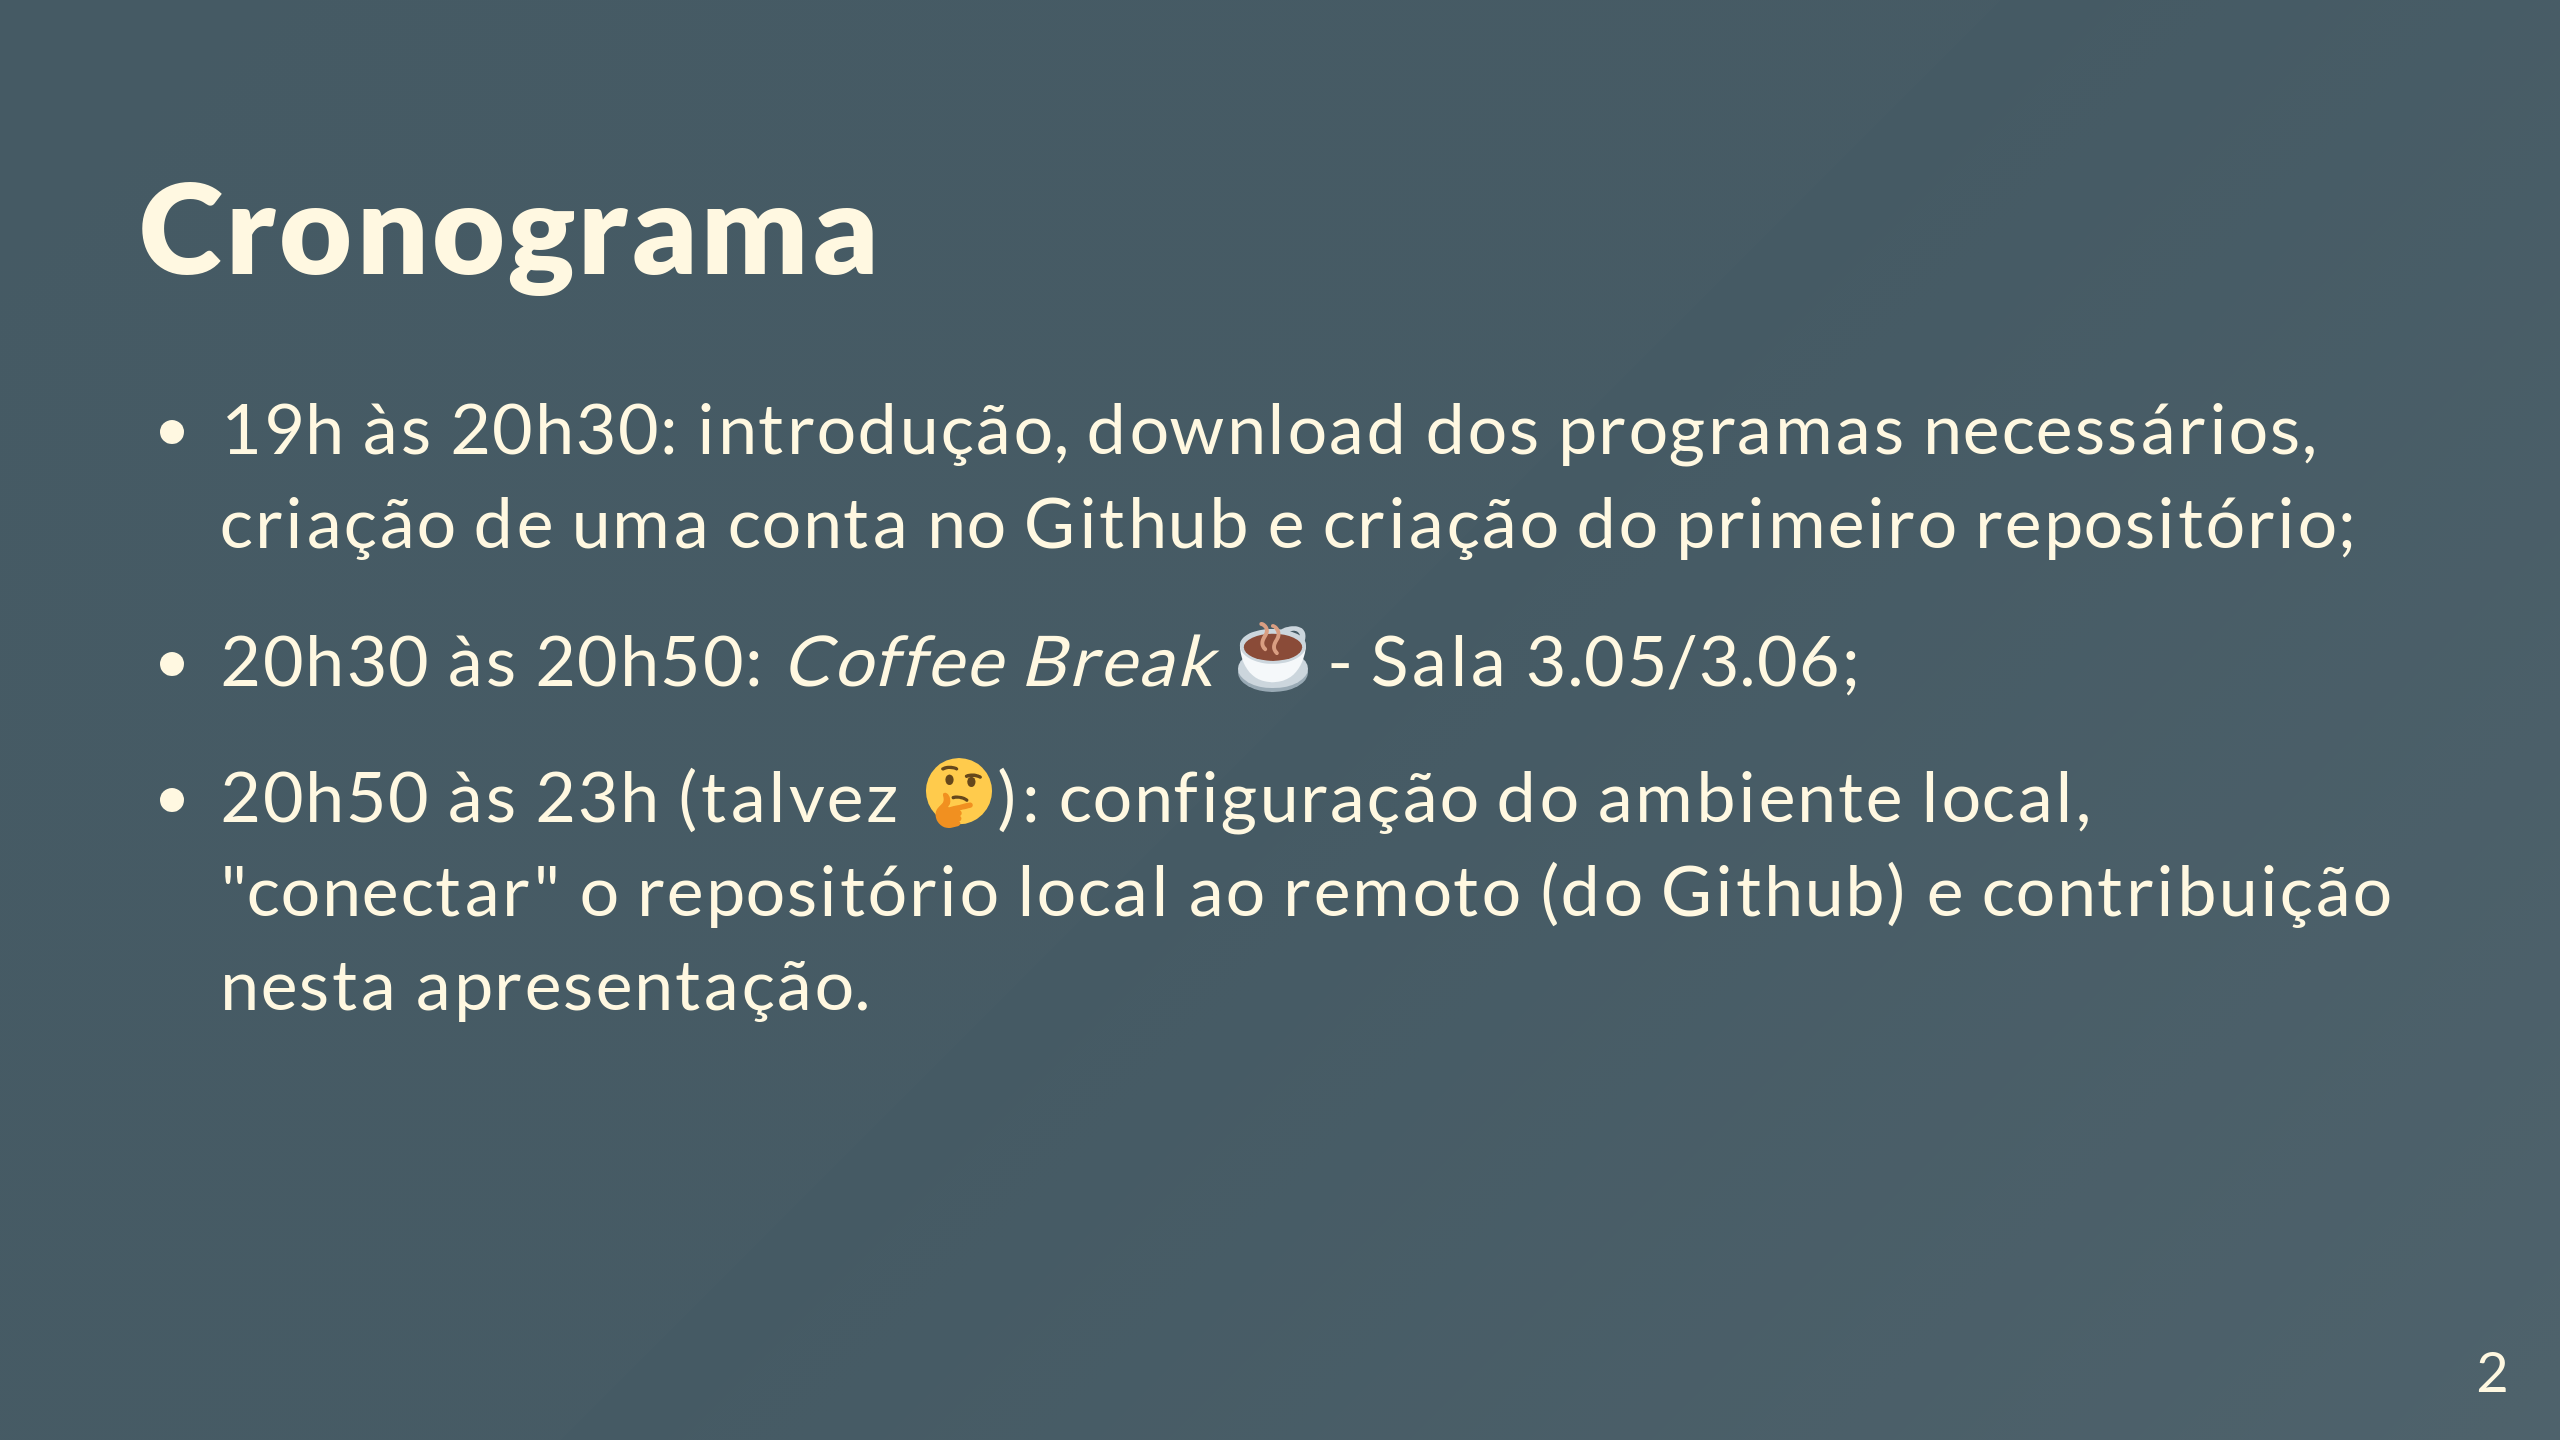 Cronograma
• 19h às 20h30: introdução, download dos programas necessários,
criação de uma conta no Github e criação do primeiro repositório;
• 20h30 às 20h50: Coffee Break ☕ - Sala 3.05/3.06;
• 20h50 às 23h (talvez 🤔): configuração do ambiente local,
"conectar" o repositório local ao remoto (do Github) e contribuição
nesta apresentação.
2